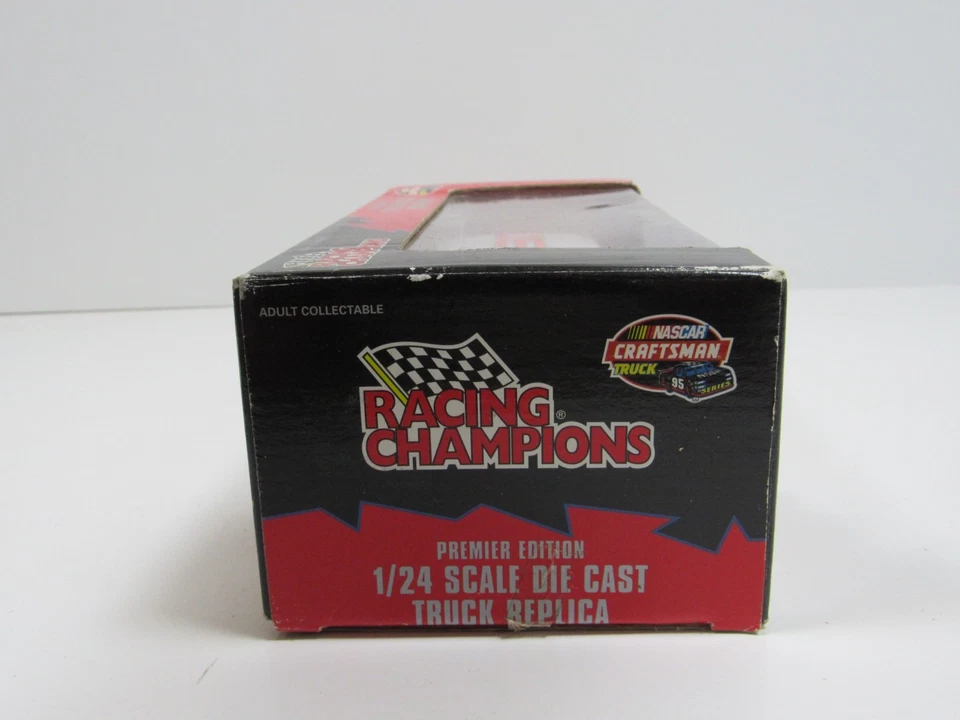 ADULT COLLECTABLE
NASCAR
CRAFTSMAN
TRUCK
95
SERIES
RACING®
CHAMPIONS
PREMIER EDITION
1/24 SCALE DIE CAST
TRUCK REPLICA